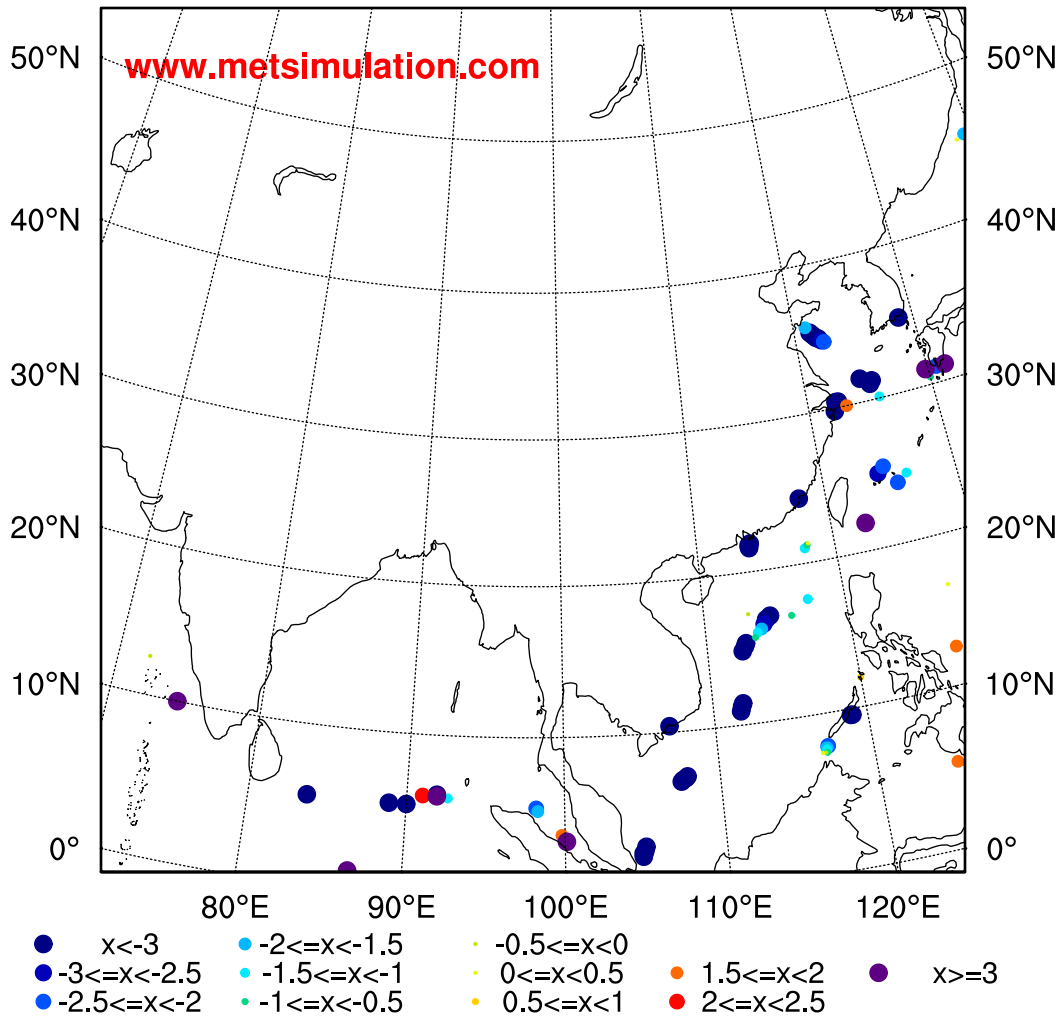 www.metsimulation.com
50°N 50°N
40°N 40°N
30°N 30°N
20°N 20°N
10°N 10°N
0° 0°
80°E 90°E 100°E 110°E 120°E
x<-3 -2<=x<-1.5 -0.5<=x<0
-3<=x<-2.5 -1.5<=x<-1 0<=x<0.5 1.5<=x<2 x>=3
-2.5<=x<-2 -1<=x<-0.5 0.5<=x<1 2<=x<2.5